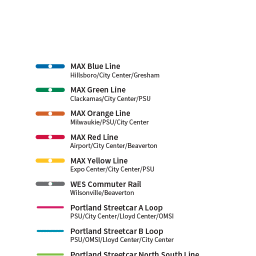 MAX Blue Line
Hillsboro/City Center/Gresham
MAX Green Line
Clackamas/City Center/PSU
MAX Orange Line
Milwaukie/PSU/City Center
MAX Red Line
Airport/City Center/Beaverton
MAX Yellow Line
Expo Center/City Center/PSU
WES Commuter Rail
Wilsonville/Beaverton
Portland Streetcar A Loop
PSU/City Center/Lloyd Center/OMSI
Portland Streetcar B Loop
PSU/OMSI/Lloyd Center/City Center
Portland Streetcar North South Line